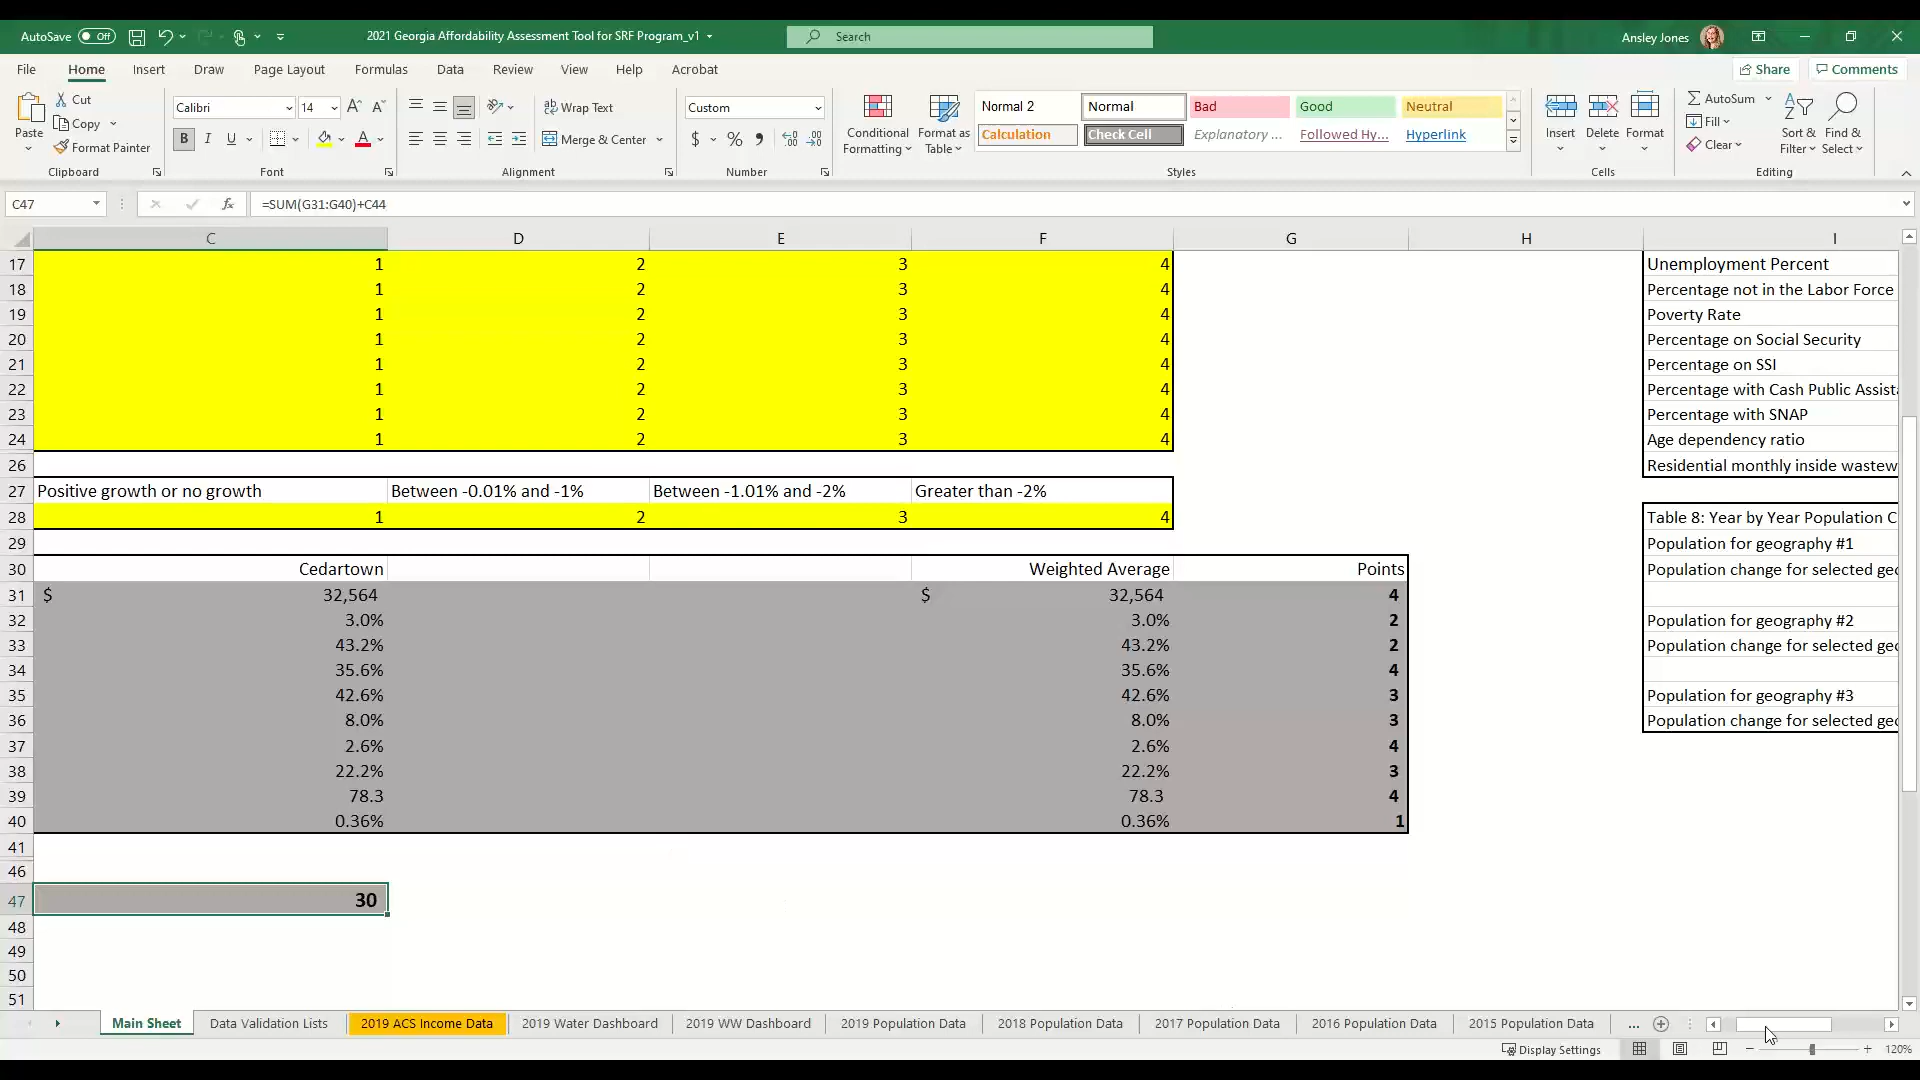 AutoSave Off 2021 Georgia Affordability Assessment Tool for SRF Program_v1 Search Ansley Jones
File Home Insert Draw Page Layout Formulas Data Review View Help Acrobat Share Comments
Paste Cut Copy Format Painter Clipboard
Calibri 14 B I U A Font
Wrap Text Merge & Center Alignment
Custom $ % , Number
Conditional Formatting Format as Table
Normal 2 Normal Bad Good Neutral
Calculation Check Cell Explanatory ... Followed Hy... Hyperlink
Styles
Insert Delete Format Cells
AutoSum Fill Clear Sort & Filter Find & Select Editing
C47 fx =SUM(G31:G40)+C44
C D E F G H I
17 1 2 3 4 Unemployment Percent
18 1 2 3 4 Percentage not in the Labor Force
19 1 2 3 4 Poverty Rate
20 1 2 3 4 Percentage on Social Security
21 1 2 3 4 Percentage on SSI
22 1 2 3 4 Percentage with Cash Public Assist
23 1 2 3 4 Percentage with SNAP
24 1 2 3 4 Age dependency ratio
26 Residential monthly inside wastew
27 Positive growth or no growth Between -0.01% and -1% Between -1.01% and -2% Greater than -2%
28 1 2 3 4 Table 8: Year by Year Population C
29 Population for geography #1
30 Cedartown Weighted Average Points Population change for selected geo
31 $ 32,564 $ 32,564 4
32 3.0% 3.0% 2 Population for geography #2
33 43.2% 43.2% 2 Population change for selected geo
34 35.6% 35.6% 4
35 42.6% 42.6% 3 Population for geography #3
36 8.0% 8.0% 3 Population change for selected geo
37 2.6% 2.6% 4
38 22.2% 22.2% 3
39 78.3 78.3 4
40 0.36% 0.36% 1
41
46
47 30
48
49
50
51
Main Sheet Data Validation Lists 2019 ACS Income Data 2019 Water Dashboard 2019 WW Dashboard 2019 Population Data 2018 Population Data 2017 Population Data 2016 Population Data 2015 Population Data ...
Display Settings 120%